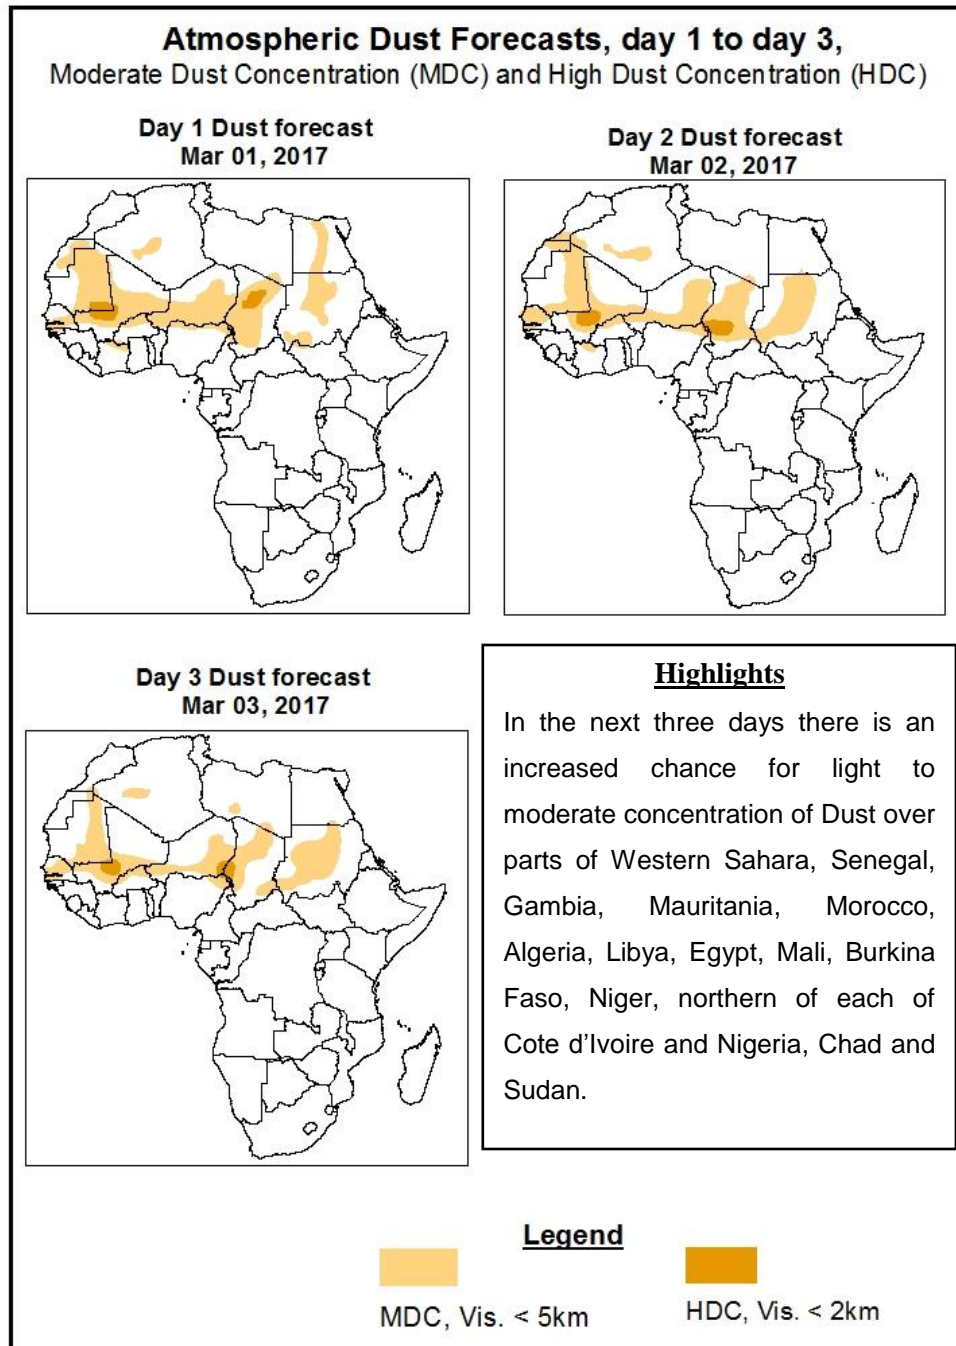 Atmospheric Dust Forecasts, day 1 to day 3,
Moderate Dust Concentration (MDC) and High Dust Concentration (HDC)
Day 1 Dust forecast
Mar 01, 2017
Day 2 Dust forecast
Mar 02, 2017
Day 3 Dust forecast
Mar 03, 2017
Highlights
In the next three days there is an
increased chance for light to
moderate concentration of Dust over
parts of Western Sahara, Senegal,
Gambia, Mauritania, Morocco,
Algeria, Libya, Egypt, Mali, Burkina
Faso, Niger, northern of each of
Cote d’Ivoire and Nigeria, Chad and
Sudan.
Legend
MDC, Vis. < 5km
HDC, Vis. < 2km